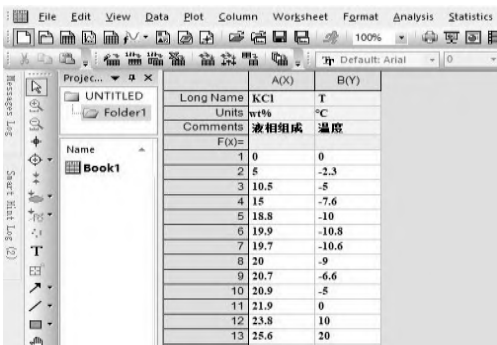 File Edit View Data Plot Column Worksheet Format Analysis Statistics
100%
Default: Arial 0
Projec...
UNTITLED
Folder1
Name
Book1
Messages Log
Smart Hint Log (2)
A(X) B(Y)
Long Name KCl T
Units wt% °C
Comments 液相组成 温度
F(x)=
1 0 0
2 5 -2.3
3 10.5 -5
4 15 -7.6
5 18.8 -10
6 19.9 -10.8
7 19.7 -10.6
8 20 -9
9 20.7 -6.6
10 20.9 -5
11 21.9 0
12 23.8 10
13 25.6 20